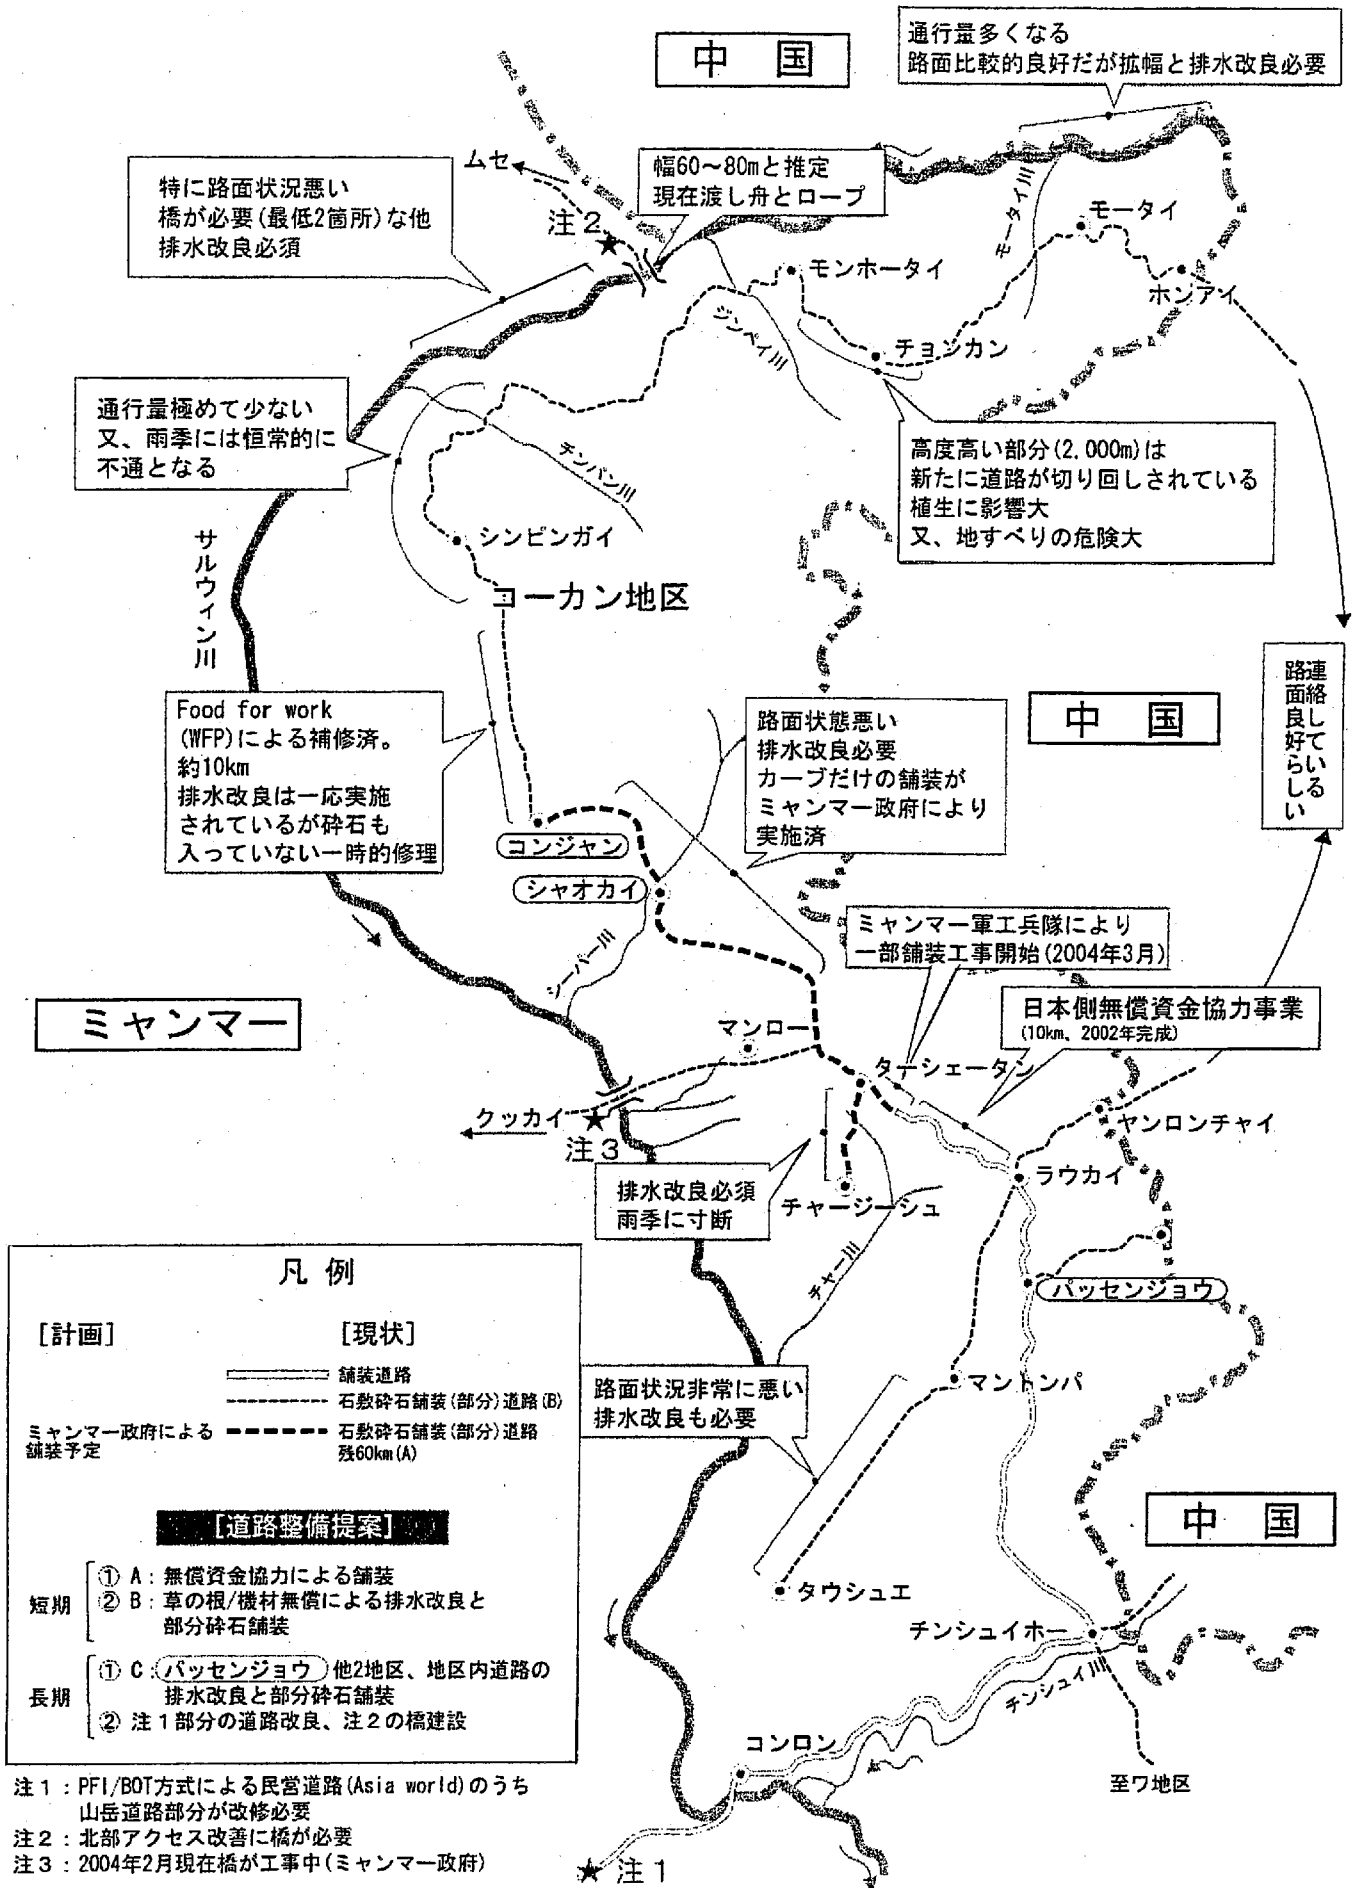 中　国
通行量多くなる
路面比較的良好だが拡幅と排水改良必要
ムセ
幅60〜80mと推定
現在渡し舟とロープ
特に路面状況悪い
橋が必要(最低2箇所)な他
排水改良必須
注2
モータイ川
モータイ
モンホータイ
ホンアイ
ジンペイ川
チョンカン
通行量極めて少ない
又、雨季には恒常的に
不通となる
高度高い部分(2,000m)は
新たに道路が切り回しされている
植生に影響大
又、地すべりの危険大
チンパン川
サルウィン川
シンピンガイ
コーカン地区
連絡している
路面良好らしい
Food for work
(WFP)による補修済。
約10km
排水改良は一応実施
されているが砕石も
入っていない一時的修理
路面状態悪い
排水改良必要
カーブだけの舗装が
ミャンマー政府により
実施済
中　国
コンジャン
シャオカイ
シーバー川
ミャンマー軍工兵隊により
一部舗装工事開始(2004年3月)
日本側無償資金協力事業
(10km、2002年完成)
ミャンマー
マンロー
ターシェータン
クッカイ
ヤンロンチャイ
注3
ラウカイ
排水改良必須
雨季に寸断
チャージーシュ
チャー川
パッセンジョウ
凡 例
[計画]
[現状]
舗装道路
石敷砕石舗装(部分)道路(B)
ミャンマー政府による
舗装予定
石敷砕石舗装(部分)道路
残60km(A)
路面状況非常に悪い
排水改良も必要
マントンパ
[道路整備提案]
中　国
短期
① A：無償資金協力による舗装
② B：草の根/機材無償による排水改良と
部分砕石舗装
タウシュエ
チンシュイホー
長期
① C：パッセンジョウ 他2地区、地区内道路の
排水改良と部分砕石舗装
② 注1部分の道路改良、注2の橋建設
チンシュイ川
コンロン
至ワ地区
注1：PFI/BOT方式による民営道路(Asia world)のうち
山岳道路部分が改修必要
注2：北部アクセス改善に橋が必要
注3：2004年2月現在橋が工事中(ミャンマー政府)
注1